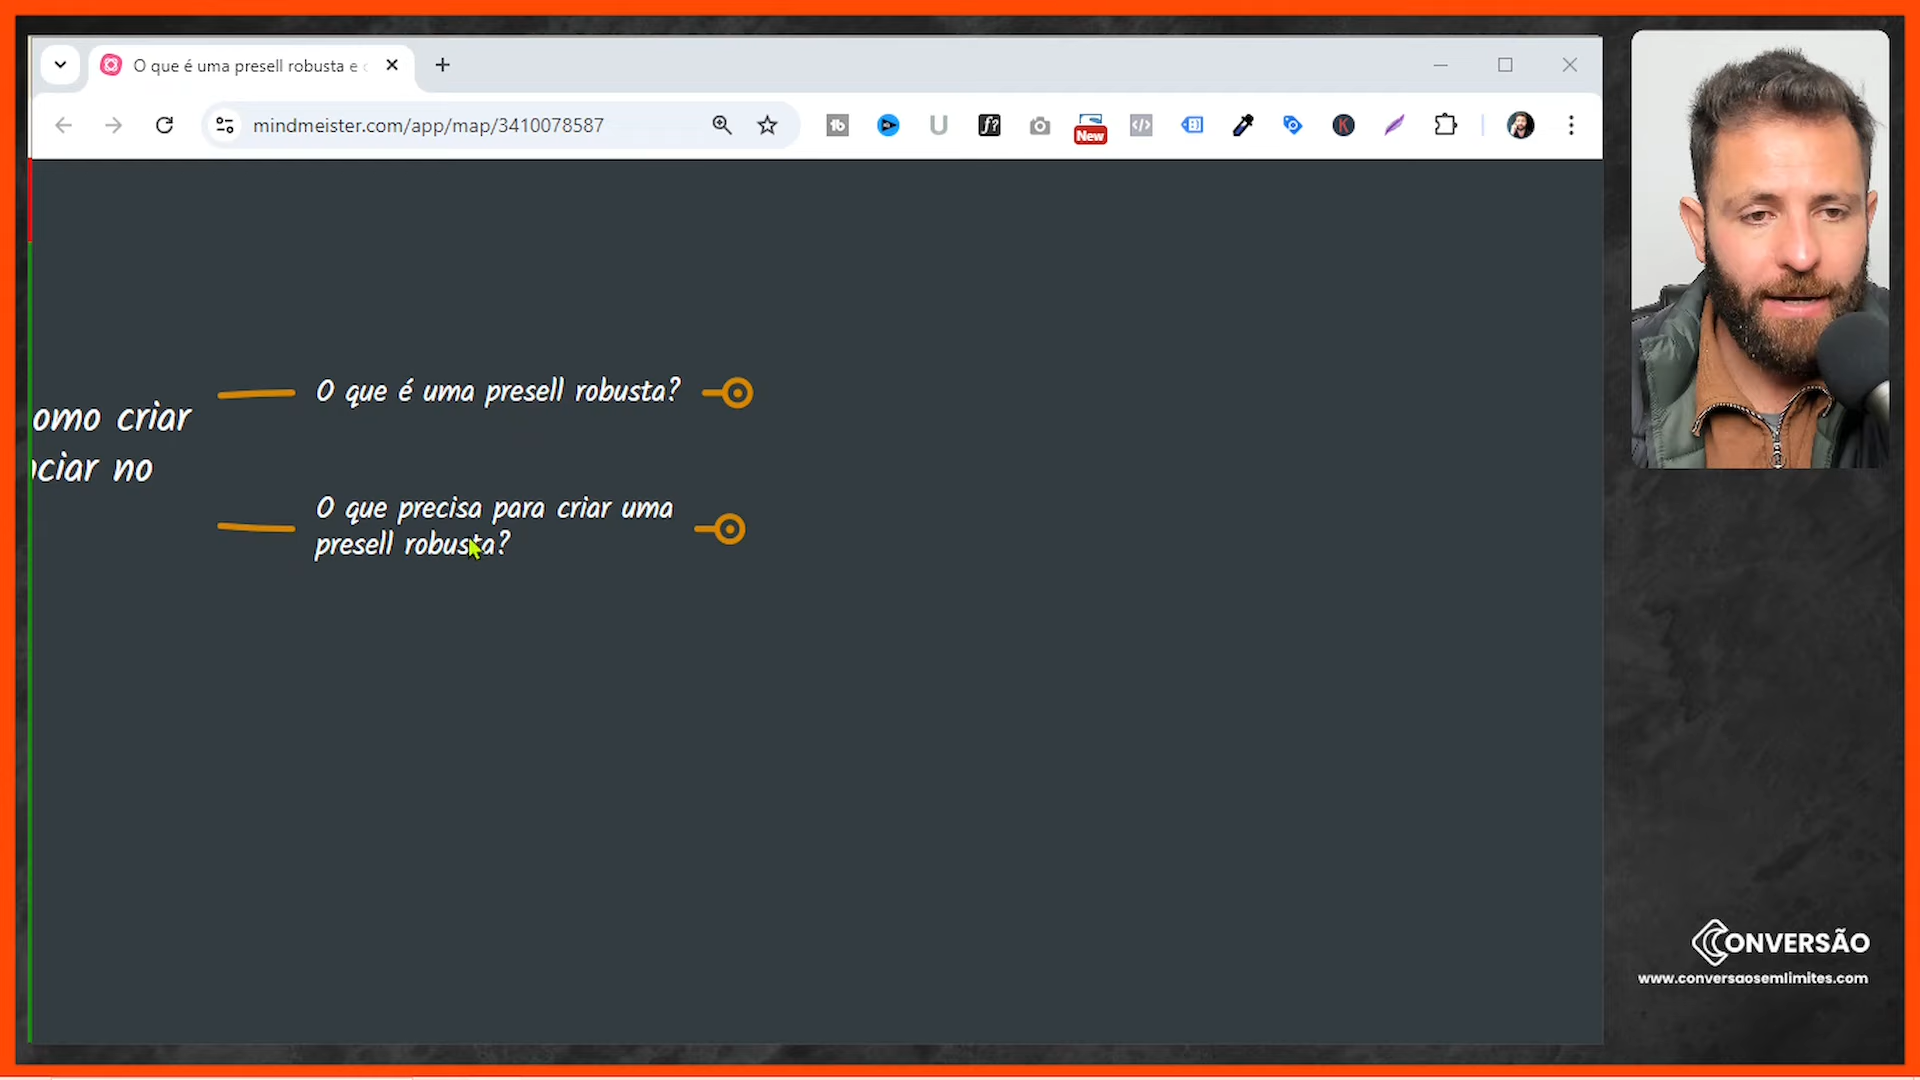 O que é uma presell robusta e
mindmeister.com/app/map/3410078587
New
omo criar
ciar no
O que é uma presell robusta?
O que precisa para criar uma
presell robusta?
CONVERSÃO
www.conversaosemlimites.com